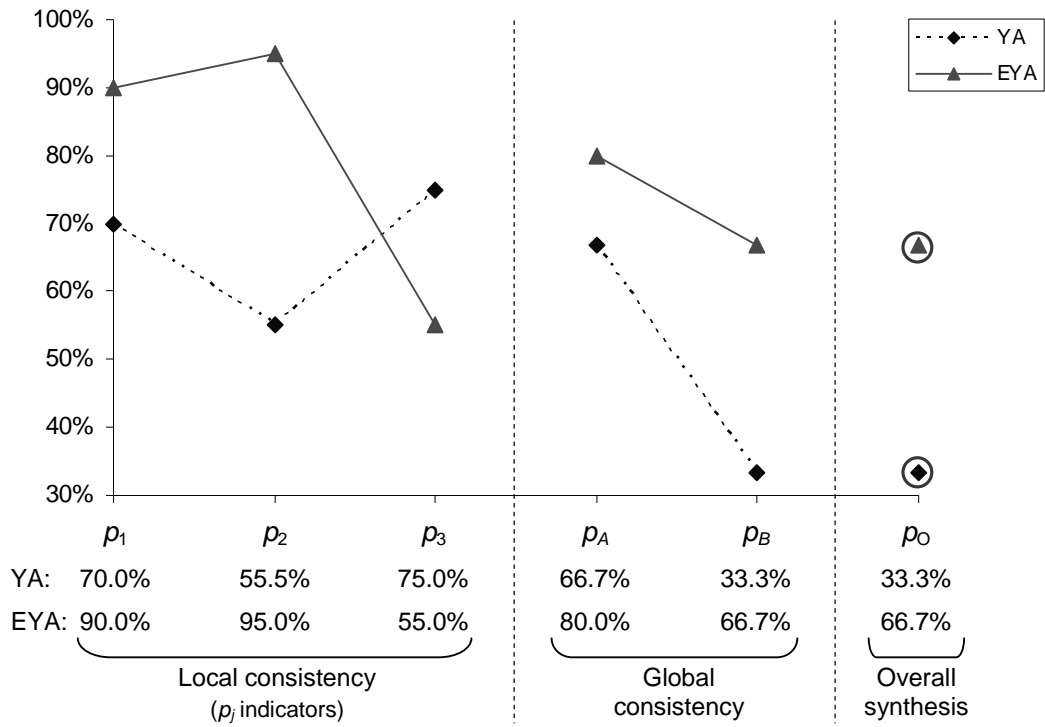 100%
90%
80%
70%
60%
50%
40%
30%
YA
EYA
p1 p2 p3 pA pB pO
YA: 70.0% 55.5% 75.0% 66.7% 33.3% 33.3%
EYA: 90.0% 95.0% 55.0% 80.0% 66.7% 66.7%
Local consistency
(pj indicators)
Global
consistency
Overall
synthesis